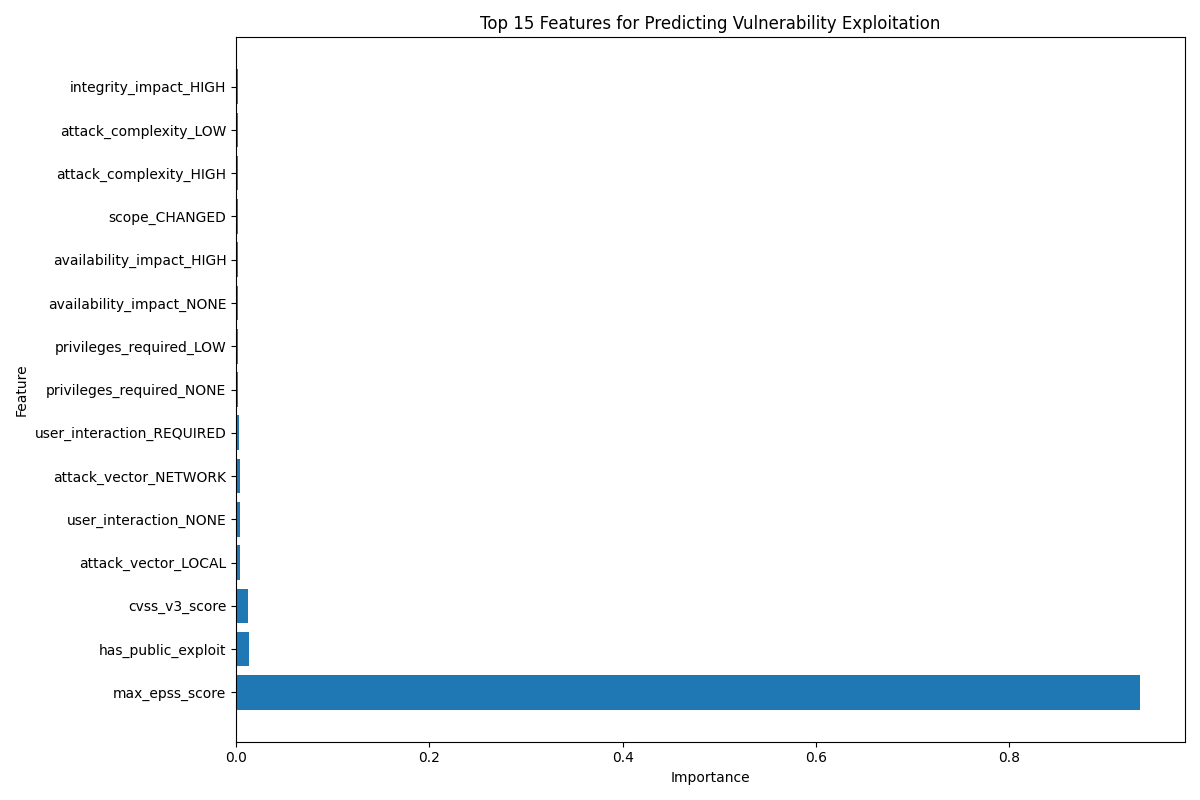 Top 15 Features for Predicting Vulnerability Exploitation
Feature
integrity_impact_HIGH
attack_complexity_LOW
attack_complexity_HIGH
scope_CHANGED
availability_impact_HIGH
availability_impact_NONE
privileges_required_LOW
privileges_required_NONE
user_interaction_REQUIRED
attack_vector_NETWORK
user_interaction_NONE
attack_vector_LOCAL
cvss_v3_score
has_public_exploit
max_epss_score
0.0 0.2 0.4 0.6 0.8
Importance